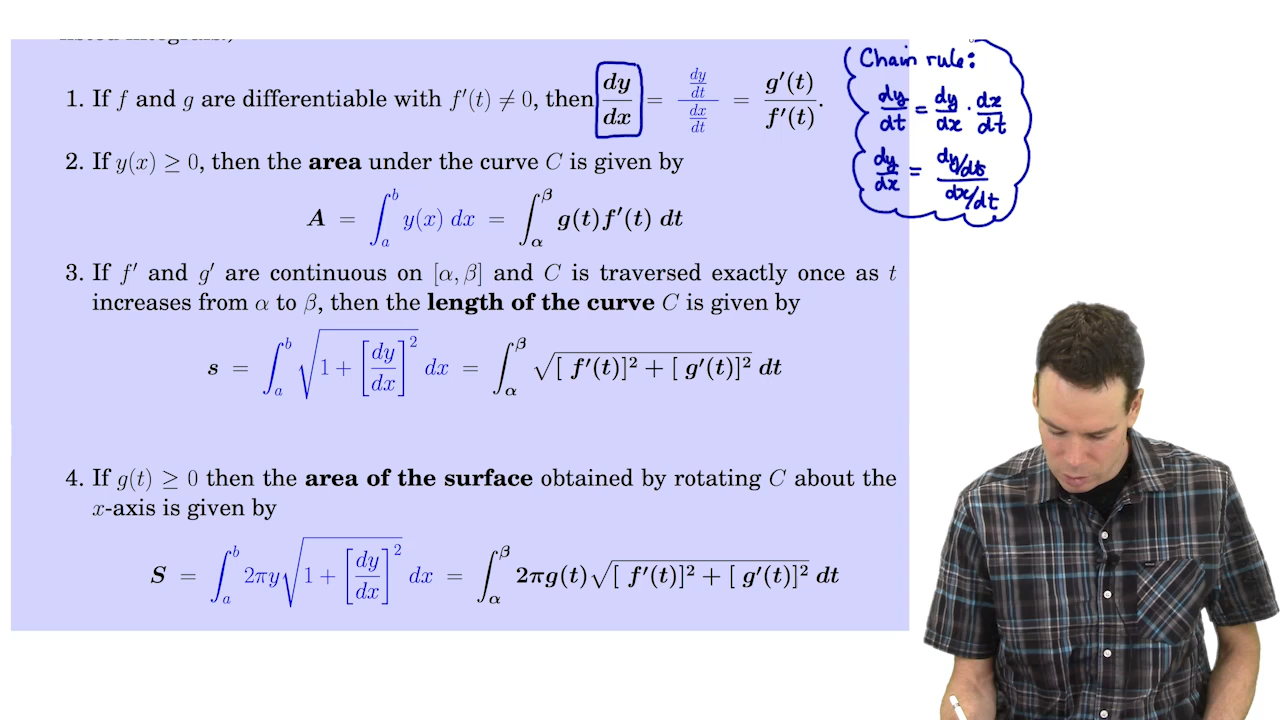 listed integrals,)
1. If f and g are differentiable with f′(t) ≠ 0, then dy/dx = (dy/dt)/(dx/dt) = g′(t)/f′(t).
2. If y(x) ≥ 0, then the area under the curve C is given by
A = ∫_a^b y(x) dx = ∫_α^β g(t)f′(t) dt
3. If f′ and g′ are continuous on [α, β] and C is traversed exactly once as t
increases from α to β, then the length of the curve C is given by
s = ∫_a^b √(1 + [dy/dx]²) dx = ∫_α^β √([ f′(t)]² + [ g′(t)]²) dt
4. If g(t) ≥ 0 then the area of the surface obtained by rotating C about the
x-axis is given by
S = ∫_a^b 2πy√(1 + [dy/dx]²) dx = ∫_α^β 2πg(t)√([ f′(t)]² + [ g′(t)]²) dt
Chain rule:
dy/dt = dy/dx · dx/dt
dy/dx = (dy/dt)/(dx/dt)